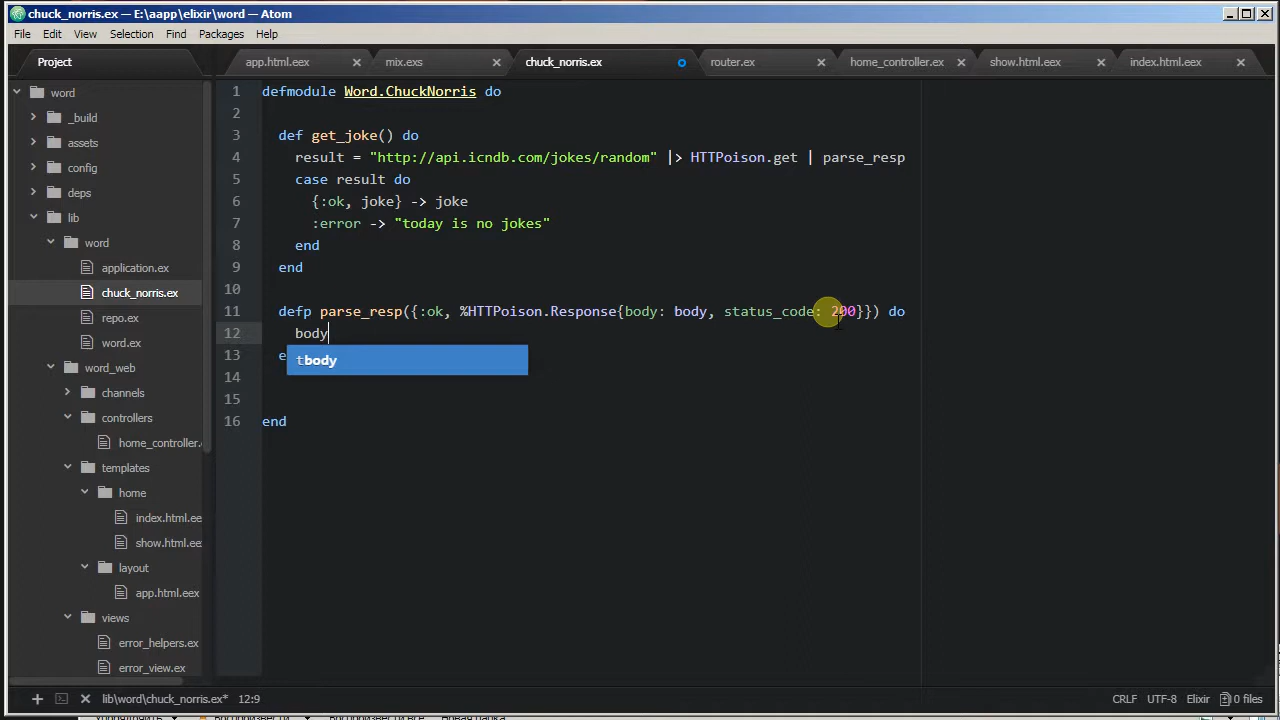 chuck_norris.ex — E:\aapp\elixir\word — Atom
File Edit View Selection Find Packages Help
Project
app.html.eex
mix.exs
chuck_norris.ex
router.ex
home_controller.ex
show.html.eex
index.html.eex
word
_build
assets
config
deps
lib
word
application.ex
chuck_norris.ex
repo.ex
word.ex
word_web
channels
controllers
home_controller.
templates
home
index.html.ee
show.html.ee
layout
app.html.eex
views
error_helpers.ex
error_view.ex
1 defmodule Word.ChuckNorris do
2
3 def get_joke() do
4 result = "http://api.icndb.com/jokes/random" |> HTTPoison.get | parse_resp
5 case result do
6 {:ok, joke} -> joke
7 :error -> "today is no jokes"
8 end
9 end
10
11 defp parse_resp({:ok, %HTTPoison.Response{body: body, status_code: 200}}) do
12 body
tbody
13 e
14
15
16 end
lib\word\chuck_norris.ex* 12:9
CRLF UTF-8 Elixir 0 files